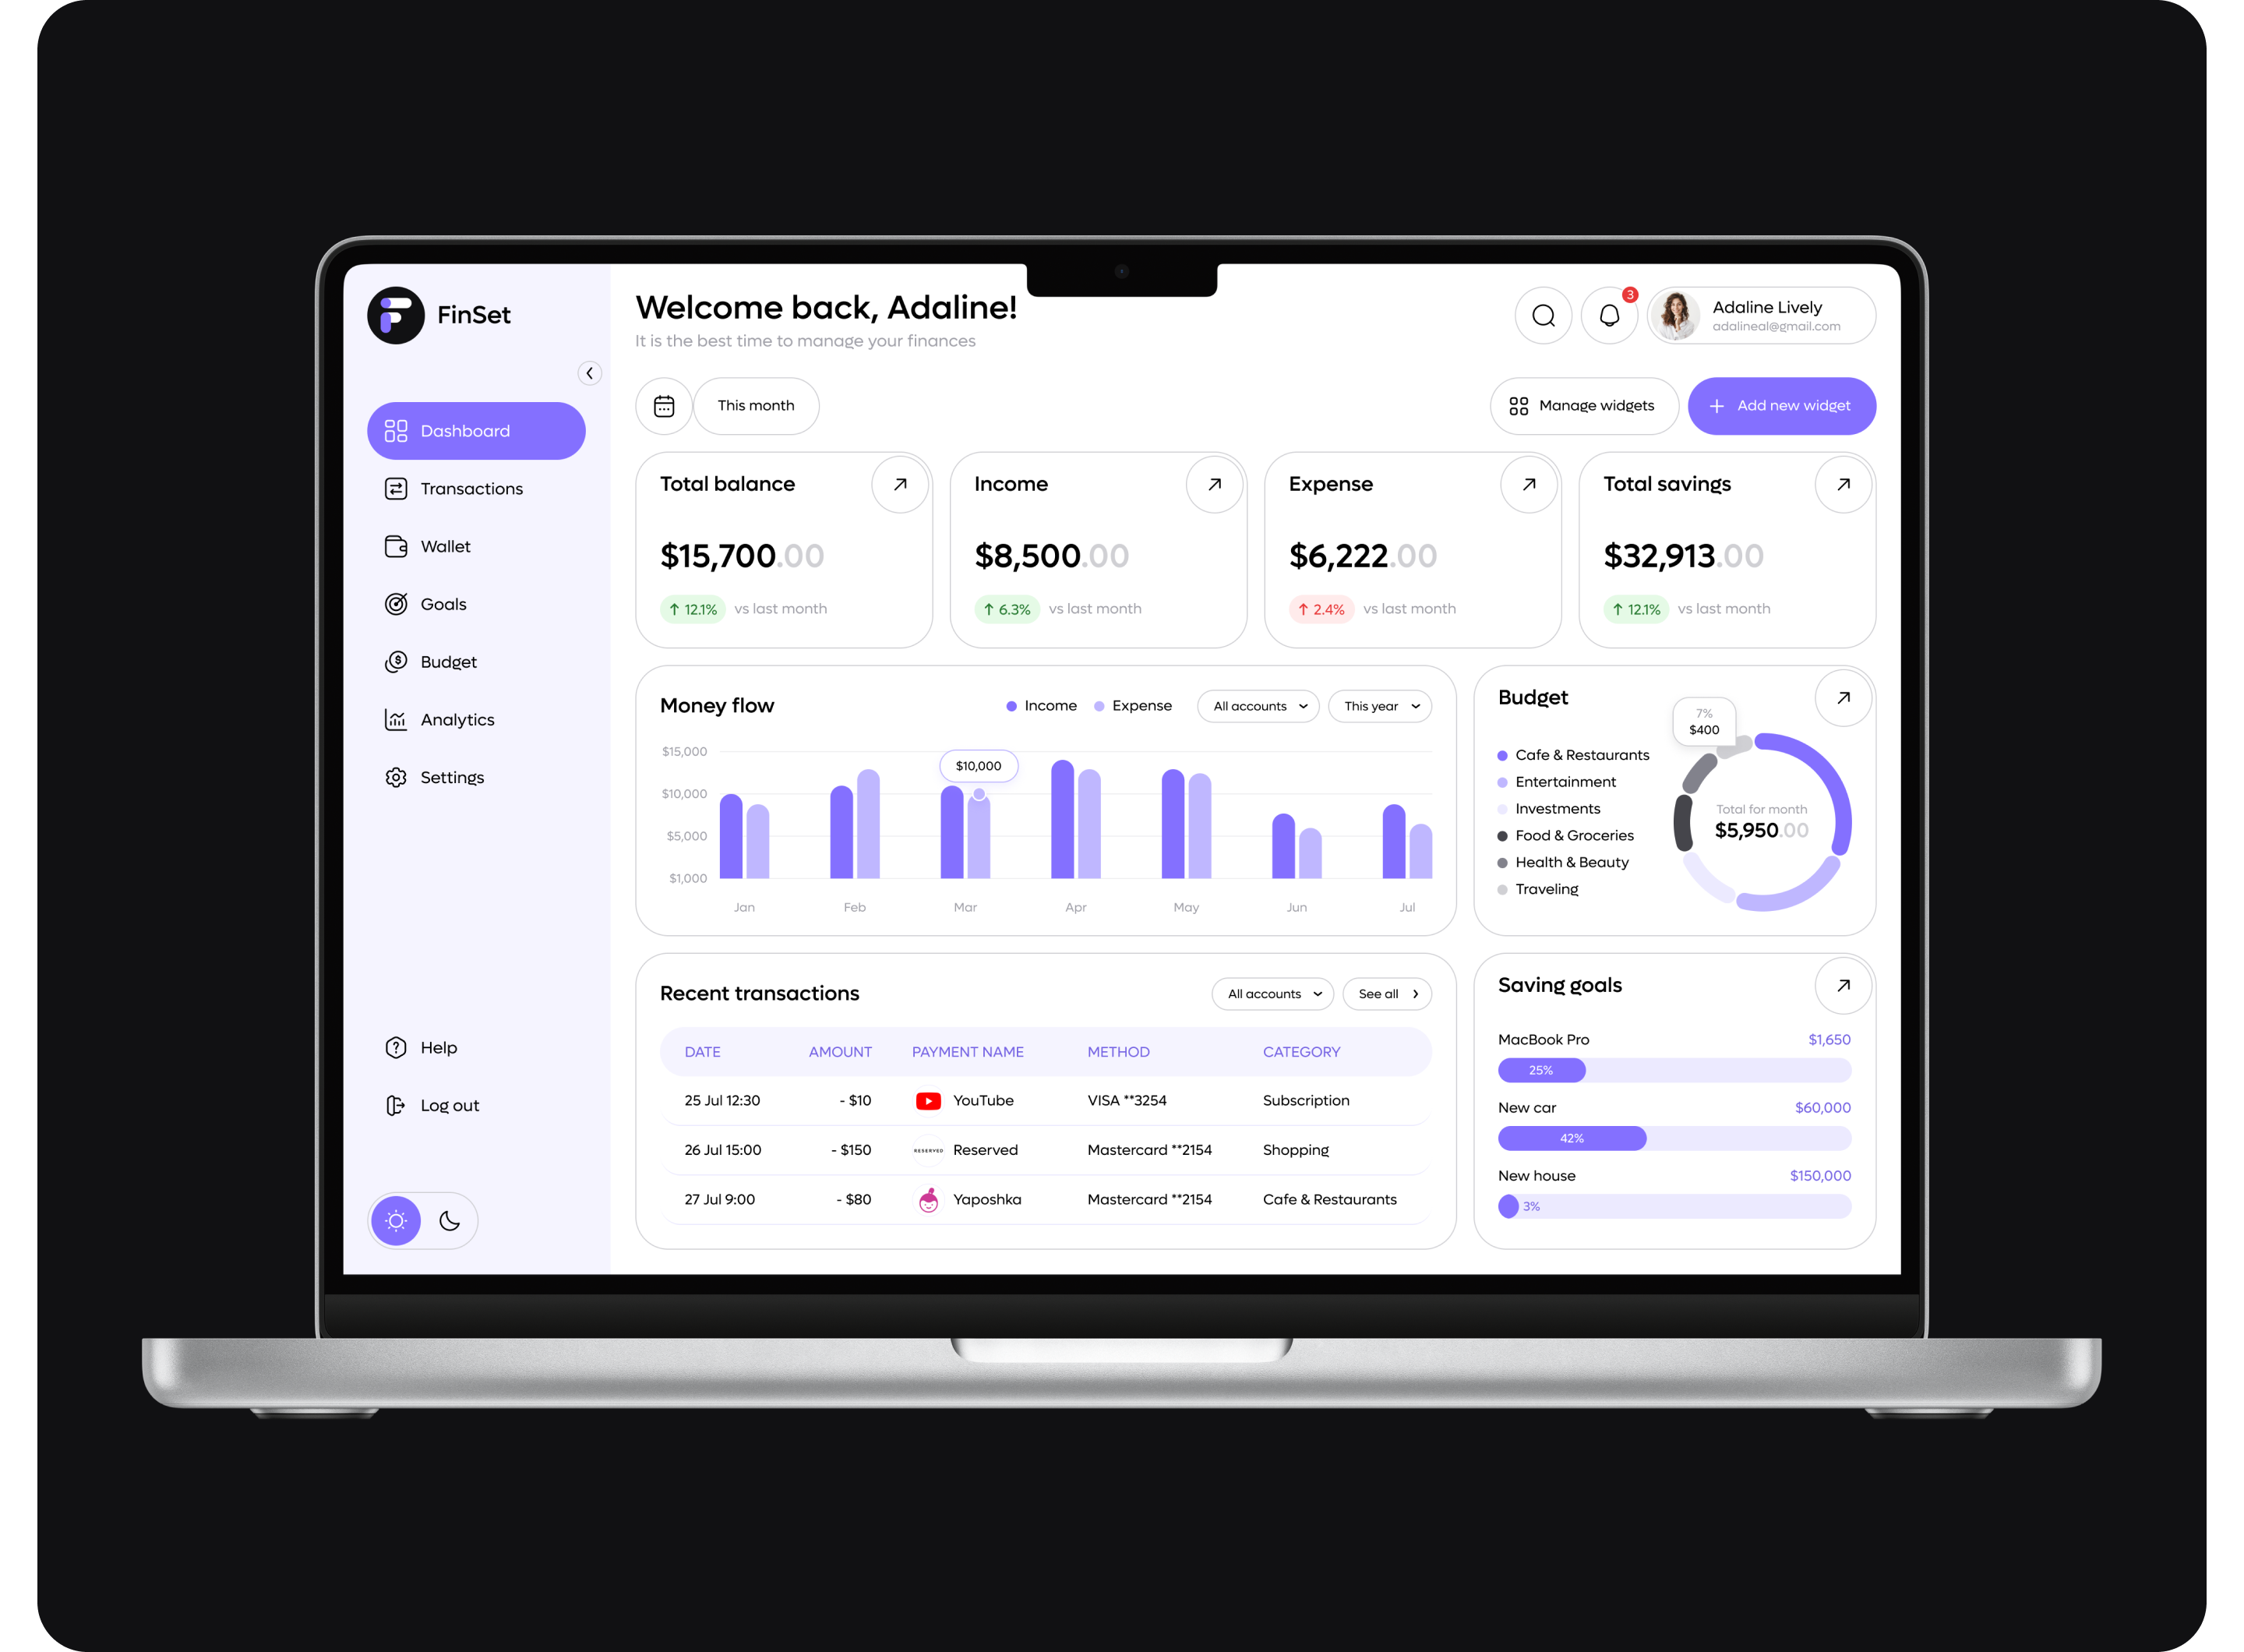 FinSet
Dashboard
Transactions
Wallet
Goals
Budget
Analytics
Settings
Help
Log out
Welcome back, Adaline!
It is the best time to manage your finances
3
Adaline Lively
adalineal@gmail.com
This month
Manage widgets
Add new widget
Total balance
$15,700.00
12.1% vs last month
Income
$8,500.00
6.3% vs last month
Expense
$6,222.00
2.4% vs last month
Total savings
$32,913.00
12.1% vs last month
Money flow
Income
Expense
All accounts
This year
$15,000
$10,000
$5,000
$1,000
$10,000
Jan Feb Mar Apr May Jun Jul
Budget
7%
$400
Cafe & Restaurants
Entertainment
Investments
Food & Groceries
Health & Beauty
Traveling
Total for month
$5,950.00
Recent transactions
All accounts
See all
DATE AMOUNT PAYMENT NAME METHOD CATEGORY
25 Jul 12:30 - $10 YouTube VISA **3254 Subscription
26 Jul 15:00 - $150 RESERVED Reserved Mastercard **2154 Shopping
27 Jul 9:00 - $80 Yaposhka Mastercard **2154 Cafe & Restaurants
Saving goals
MacBook Pro $1,650
25%
New car $60,000
42%
New house $150,000
3%